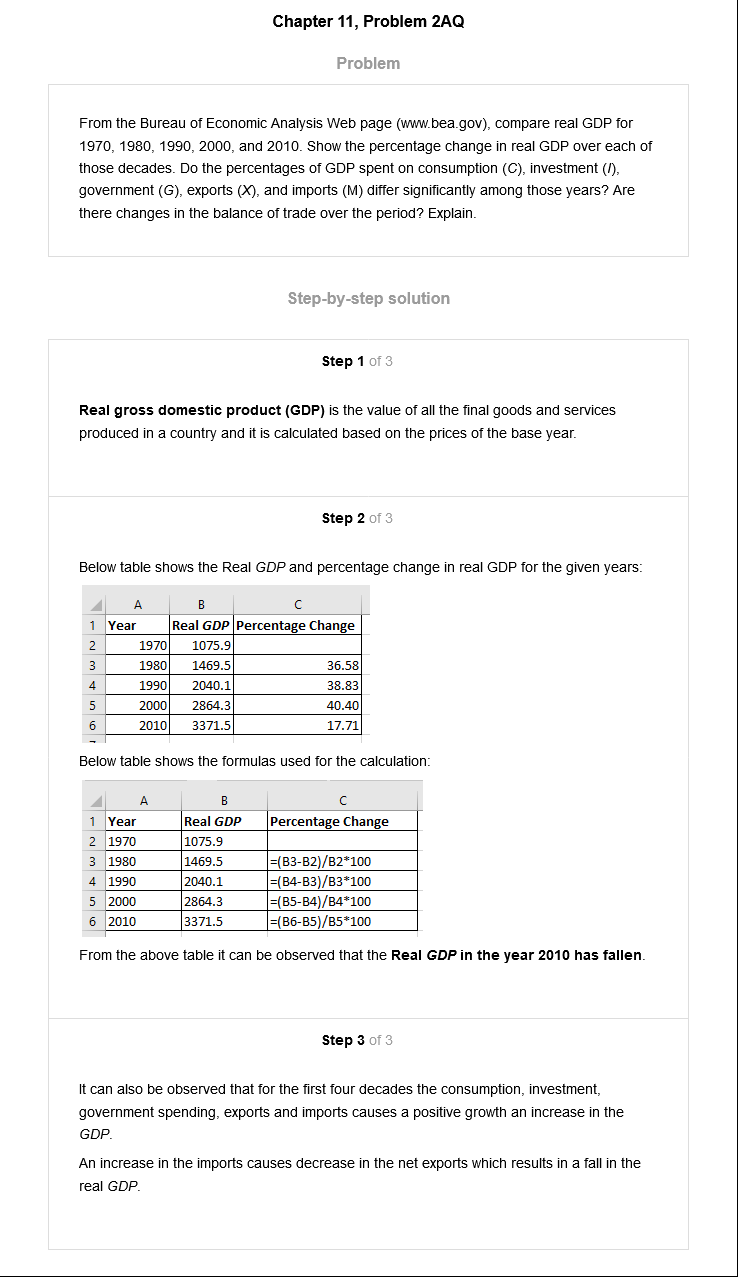 Chapter 11, Problem 2AQ
Problem
From the Bureau of Economic Analysis Web page (www.bea.gov), compare real GDP for
1970, 1980, 1990, 2000, and 2010. Show the percentage change in real GDP over each of
those decades. Do the percentages of GDP spent on consumption (C), investment (I),
government (G), exports (X), and imports (M) differ significantly among those years? Are
there changes in the balance of trade over the period? Explain.
Step-by-step solution
Step 1 of 3
Real gross domestic product (GDP) is the value of all the final goods and services
produced in a country and it is calculated based on the prices of the base year.
Step 2 of 3
Below table shows the Real GDP and percentage change in real GDP for the given years:
A B C
1 Year Real GDP Percentage Change
2 1970 1075.9
3 1980 1469.5 36.58
4 1990 2040.1 38.83
5 2000 2864.3 40.40
6 2010 3371.5 17.71
Below table shows the formulas used for the calculation:
A B C
1 Year Real GDP Percentage Change
2 1970 1075.9
3 1980 1469.5 =(B3-B2)/B2*100
4 1990 2040.1 =(B4-B3)/B3*100
5 2000 2864.3 =(B5-B4)/B4*100
6 2010 3371.5 =(B6-B5)/B5*100
From the above table it can be observed that the Real GDP in the year 2010 has fallen.
Step 3 of 3
It can also be observed that for the first four decades the consumption, investment,
government spending, exports and imports causes a positive growth an increase in the
GDP.
An increase in the imports causes decrease in the net exports which results in a fall in the
real GDP.